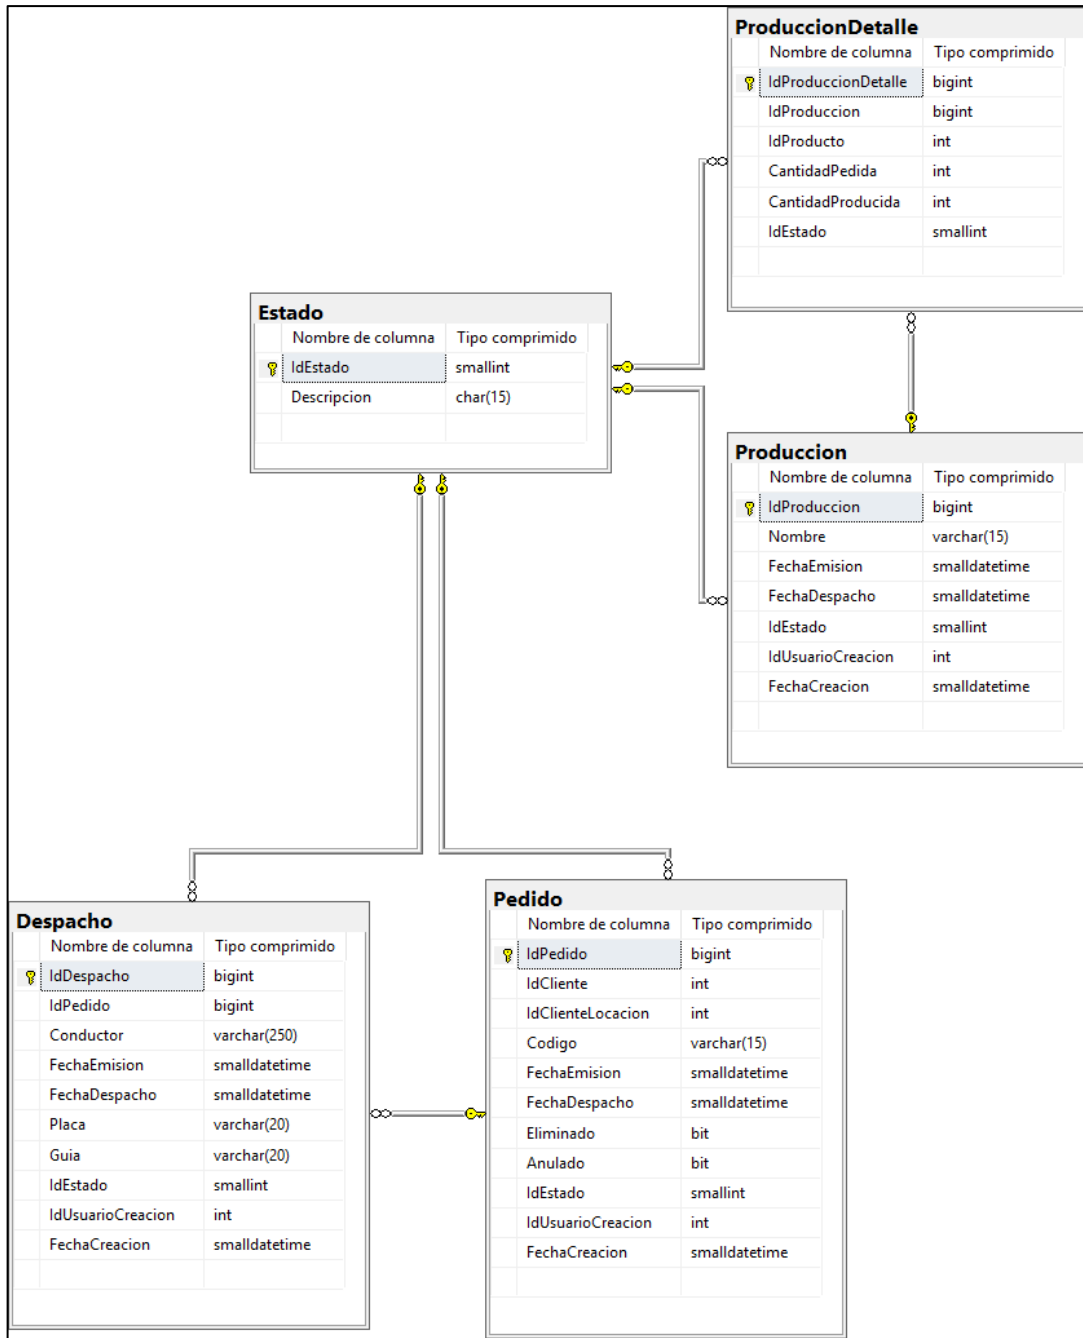 ProduccionDetalle
Nombre de columna Tipo comprimido
IdProduccionDetalle bigint
IdProduccion bigint
IdProducto int
CantidadPedida int
CantidadProducida int
IdEstado smallint
Estado
Nombre de columna Tipo comprimido
IdEstado smallint
Descripcion char(15)
Produccion
Nombre de columna Tipo comprimido
IdProduccion bigint
Nombre varchar(15)
FechaEmision smalldatetime
FechaDespacho smalldatetime
IdEstado smallint
IdUsuarioCreacion int
FechaCreacion smalldatetime
Despacho
Nombre de columna Tipo comprimido
IdDespacho bigint
IdPedido bigint
Conductor varchar(250)
FechaEmision smalldatetime
FechaDespacho smalldatetime
Placa varchar(20)
Guia varchar(20)
IdEstado smallint
IdUsuarioCreacion int
FechaCreacion smalldatetime
Pedido
Nombre de columna Tipo comprimido
IdPedido bigint
IdCliente int
IdClienteLocacion int
Codigo varchar(15)
FechaEmision smalldatetime
FechaDespacho smalldatetime
Eliminado bit
Anulado bit
IdEstado smallint
IdUsuarioCreacion int
FechaCreacion smalldatetime